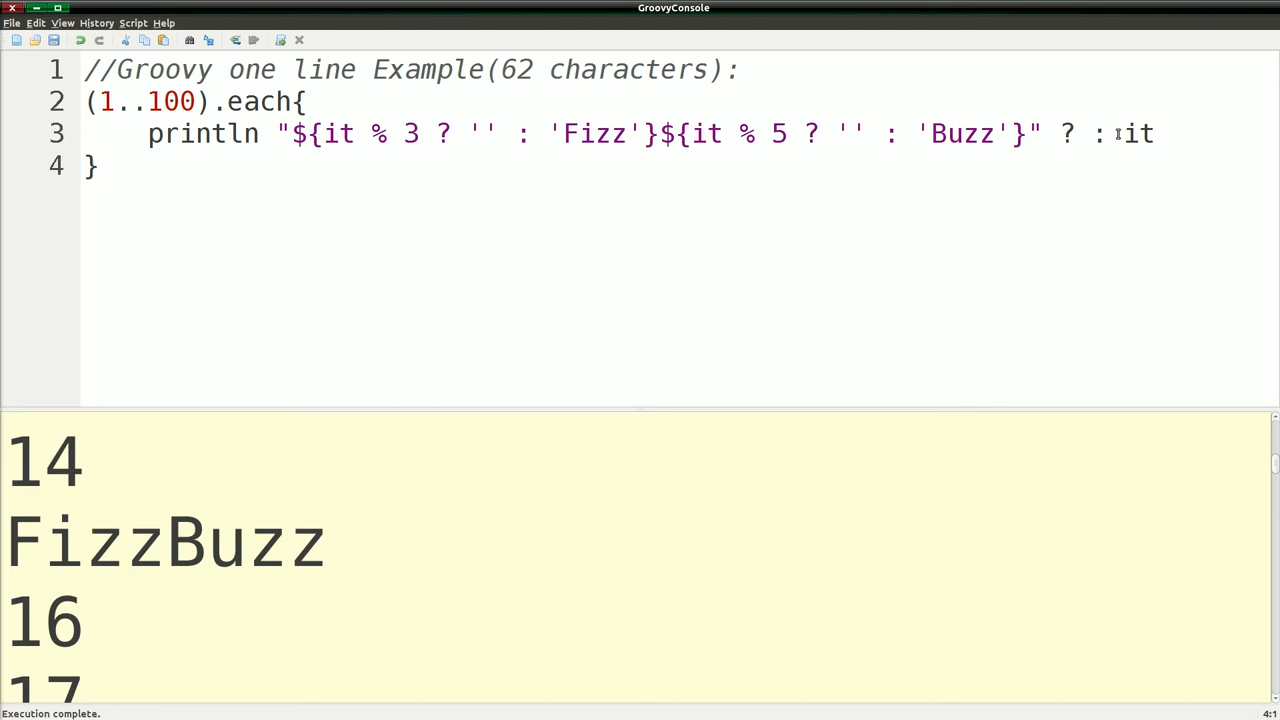 GroovyConsole
File Edit View History Script Help
1 //Groovy one line Example(62 characters):
2 (1..100).each{
3     println "${it % 3 ? '' : 'Fizz'}${it % 5 ? '' : 'Buzz'}" ? : it
4 }
14
FizzBuzz
16
17
Execution complete. 4:1